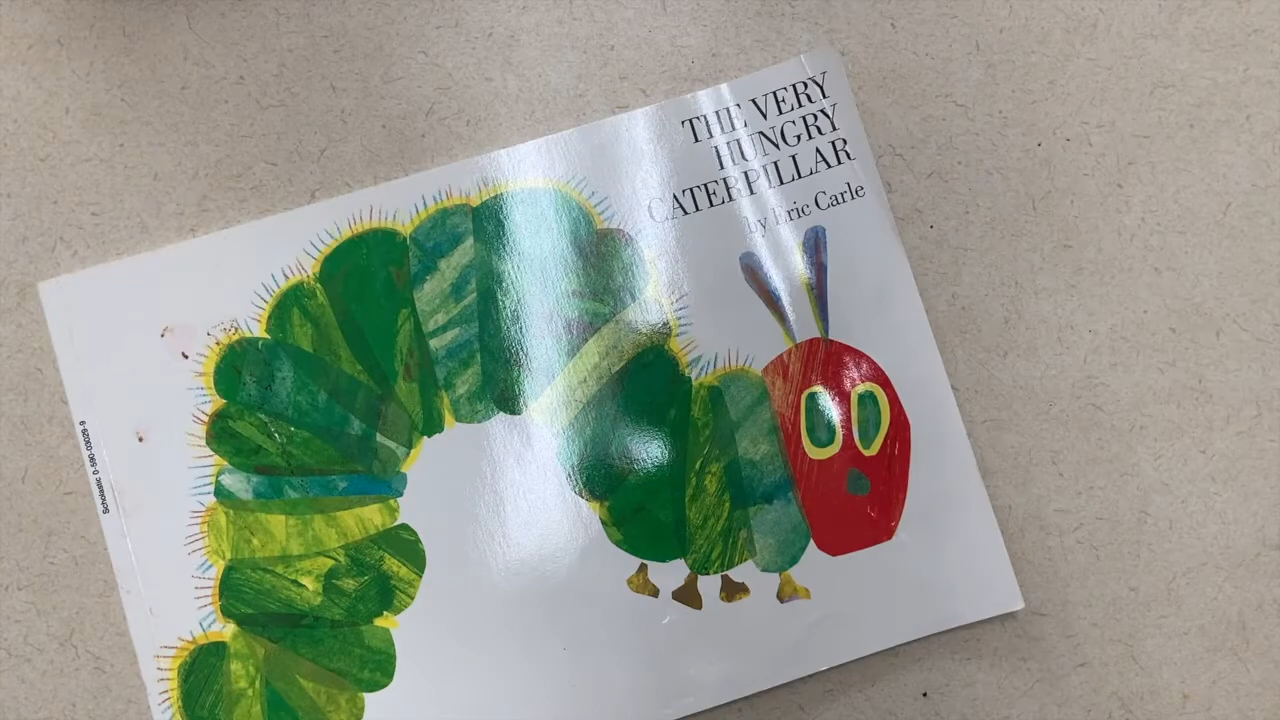 THE VERY
HUNGRY
CATERPILLAR
by Eric Carle
Scholastic 0-590-03029-9